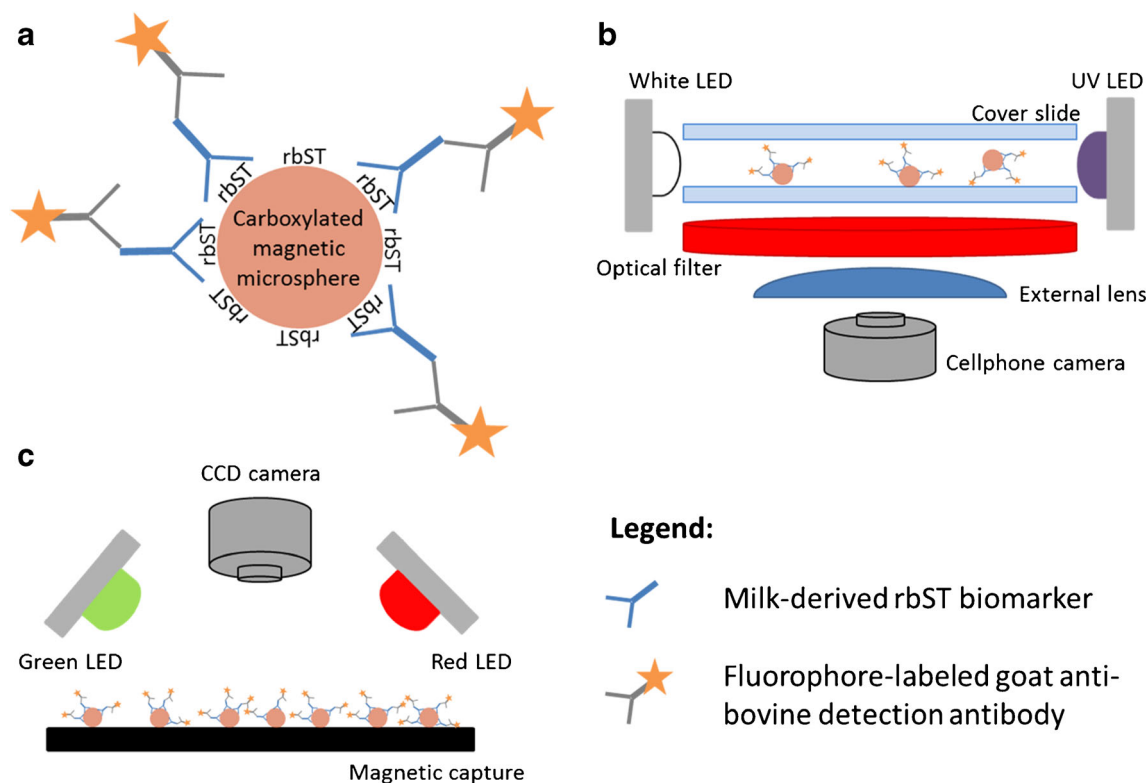 a
rbST
rbST
rbST
rbST
rbST
rbST
rbST
rbST
Carboxylated
magnetic
microsphere
b
White LED
UV LED
Cover slide
Optical filter
External lens
Cellphone camera
c
CCD camera
Green LED
Red LED
Magnetic capture
Legend:
Milk-derived rbST biomarker
Fluorophore-labeled goat anti-
bovine detection antibody